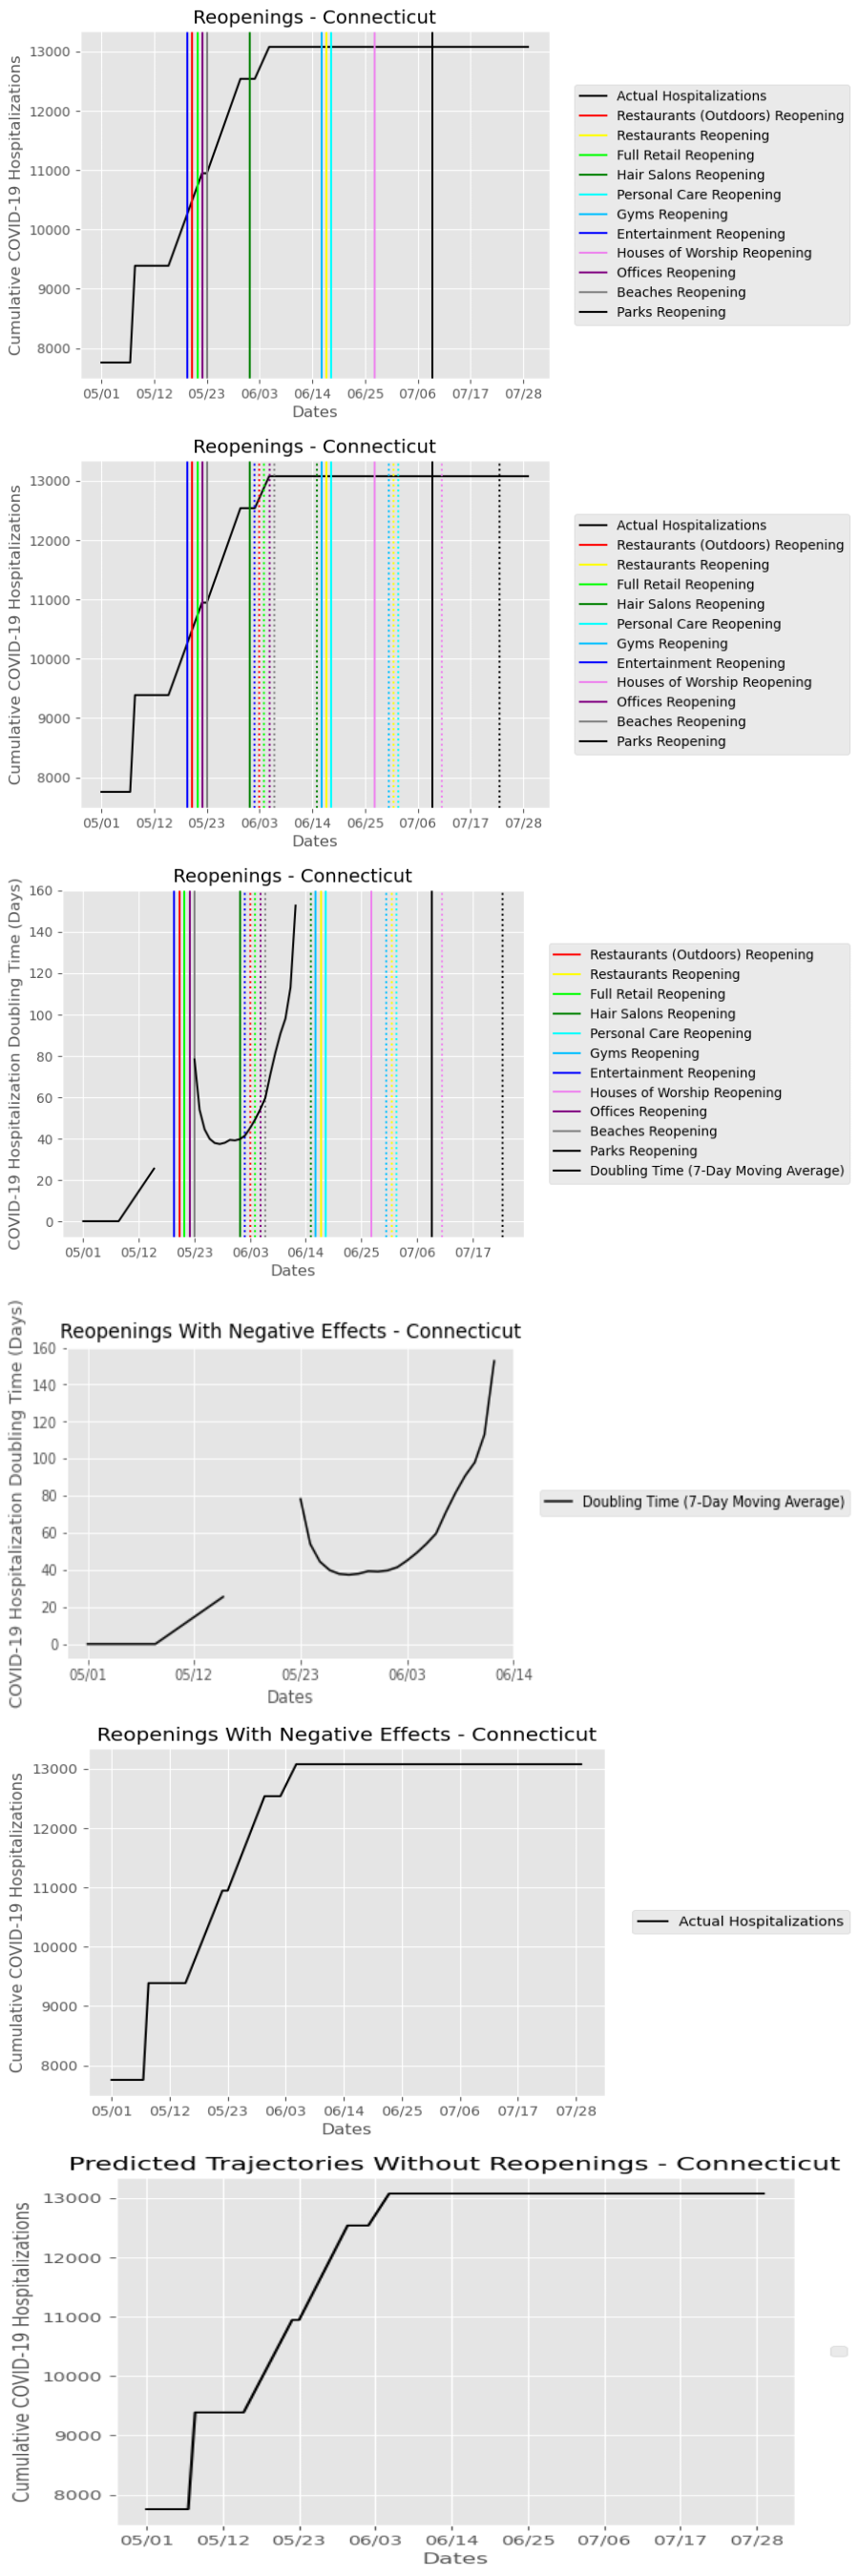 Reopenings - Connecticut
Cumulative COVID-19 Hospitalizations
13000
12000
11000
10000
9000
8000
05/01 05/12 05/23 06/03 06/14 06/25 07/06 07/17 07/28
Dates
Actual Hospitalizations
Restaurants (Outdoors) Reopening
Restaurants Reopening
Full Retail Reopening
Hair Salons Reopening
Personal Care Reopening
Gyms Reopening
Entertainment Reopening
Houses of Worship Reopening
Offices Reopening
Beaches Reopening
Parks Reopening
Reopenings - Connecticut
Cumulative COVID-19 Hospitalizations
13000
12000
11000
10000
9000
8000
05/01 05/12 05/23 06/03 06/14 06/25 07/06 07/17 07/28
Dates
Actual Hospitalizations
Restaurants (Outdoors) Reopening
Restaurants Reopening
Full Retail Reopening
Hair Salons Reopening
Personal Care Reopening
Gyms Reopening
Entertainment Reopening
Houses of Worship Reopening
Offices Reopening
Beaches Reopening
Parks Reopening
Reopenings - Connecticut
COVID-19 Hospitalization Doubling Time (Days)
160
140
120
100
80
60
40
20
0
05/01 05/12 05/23 06/03 06/14 06/25 07/06 07/17
Dates
Restaurants (Outdoors) Reopening
Restaurants Reopening
Full Retail Reopening
Hair Salons Reopening
Personal Care Reopening
Gyms Reopening
Entertainment Reopening
Houses of Worship Reopening
Offices Reopening
Beaches Reopening
Parks Reopening
Doubling Time (7-Day Moving Average)
Reopenings With Negative Effects - Connecticut
COVID-19 Hospitalization Doubling Time (Days)
160
140
120
100
80
60
40
20
0
05/01 05/12 05/23 06/03 06/14
Dates
Doubling Time (7-Day Moving Average)
Reopenings With Negative Effects - Connecticut
Cumulative COVID-19 Hospitalizations
13000
12000
11000
10000
9000
8000
05/01 05/12 05/23 06/03 06/14 06/25 07/06 07/17 07/28
Dates
Actual Hospitalizations
Predicted Trajectories Without Reopenings - Connecticut
Cumulative COVID-19 Hospitalizations
13000
12000
11000
10000
9000
8000
05/01 05/12 05/23 06/03 06/14 06/25 07/06 07/17 07/28
Dates